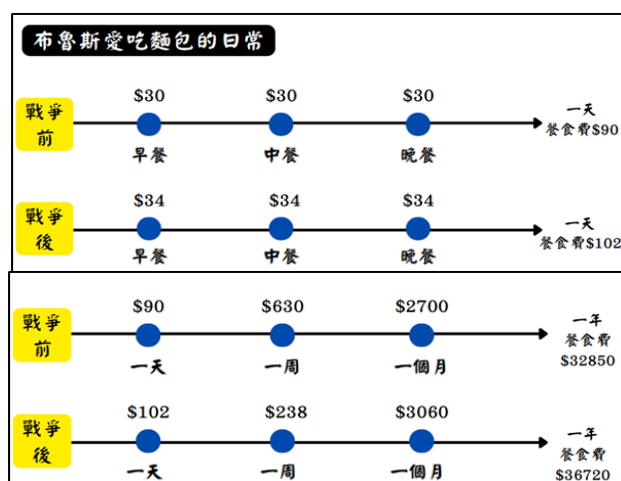 布魯斯愛吃麵包的日常
戰爭
前
$30
$30
$30
早餐
中餐
晚餐
一天
餐食費$90
戰爭
後
$34
$34
$34
早餐
中餐
晚餐
一天
餐食費$102
戰爭
前
$90
$630
$2700
一天
一周
一個月
一年
餐食費
$32850
戰爭
後
$102
$238
$3060
一天
一周
一個月
一年
餐食費
$36720